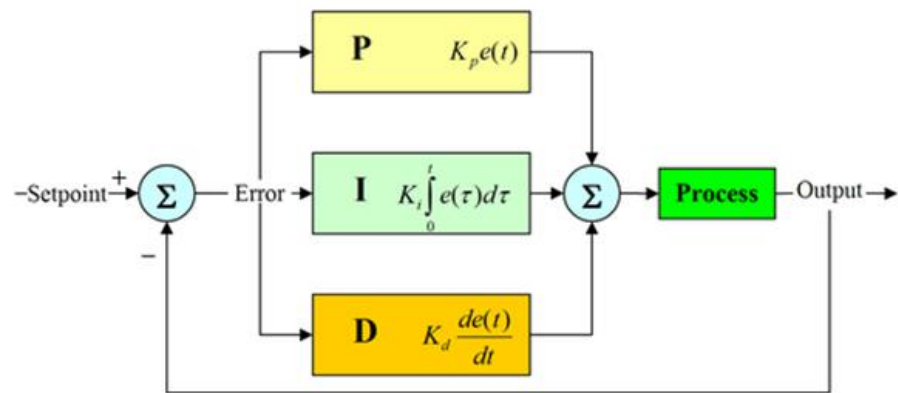 P K_p e(t)
–Setpoint
+
Σ
Error
I K_i ∫_0^t e(τ)dτ
Σ
Process
Output
–
D K_d de(t)/dt